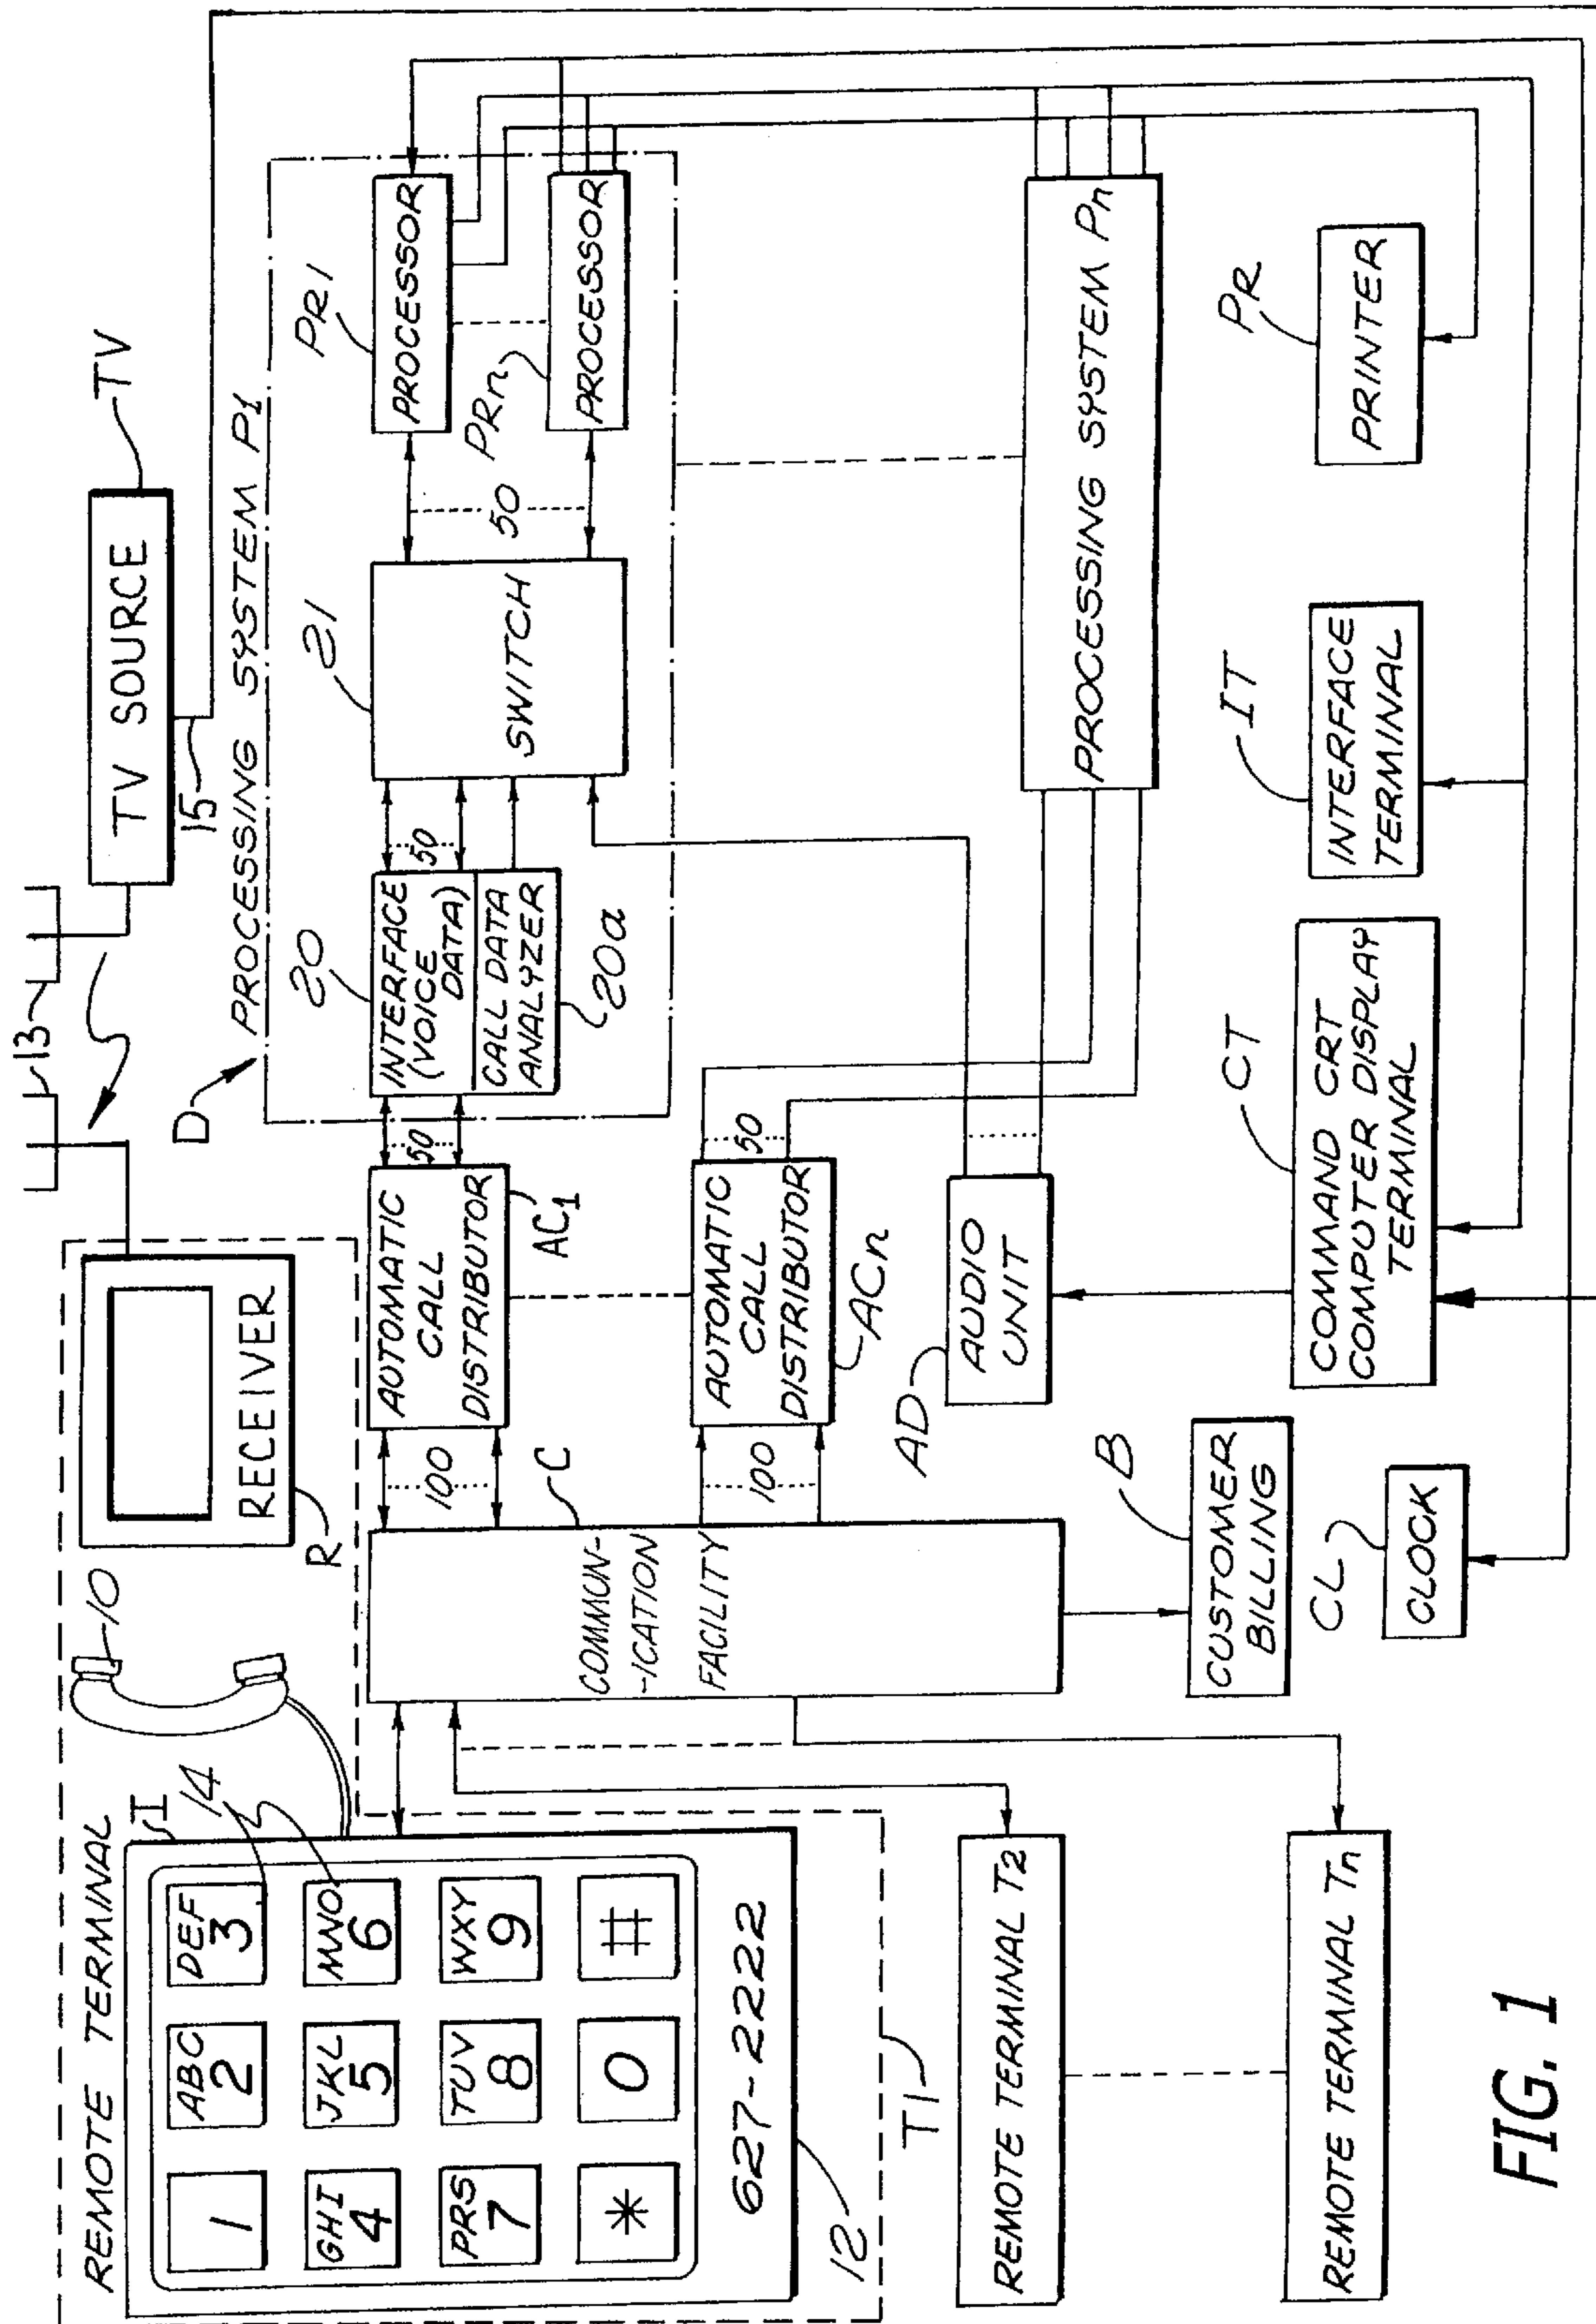 REMOTE TERMINAL
I
14
10
1
ABC
2
DEF
3
GHI
4
JKL
5
MNO
6
PRS
7
TUV
8
WXY
9
*
0
#
627-2222
12
T1
REMOTE TERMINAL T2
REMOTE TERMINAL Tn
RECEIVER
R
13
TV SOURCE
TV
15
D
PROCESSING SYSTEM P1
COMMUN-
-ICATION
FACILITY
C
100
100
AUTOMATIC
CALL
DISTRIBUTOR
AC1
50
AUTOMATIC
CALL
DISTRIBUTOR
ACn
50
20
INTERFACE
(VOICE
DATA)
CALL DATA
ANALYZER
20a
50
21
SWITCH
50
PR1
PROCESSOR
PRn
PROCESSOR
PROCESSING SYSTEM Pn
AD
AUDIO
UNIT
B
CUSTOMER
BILLING
CL
CLOCK
CT
COMMAND CRT
COMPUTER DISPLAY
TERMINAL
IT
INTERFACE
TERMINAL
PR
PRINTER
FIG. 1